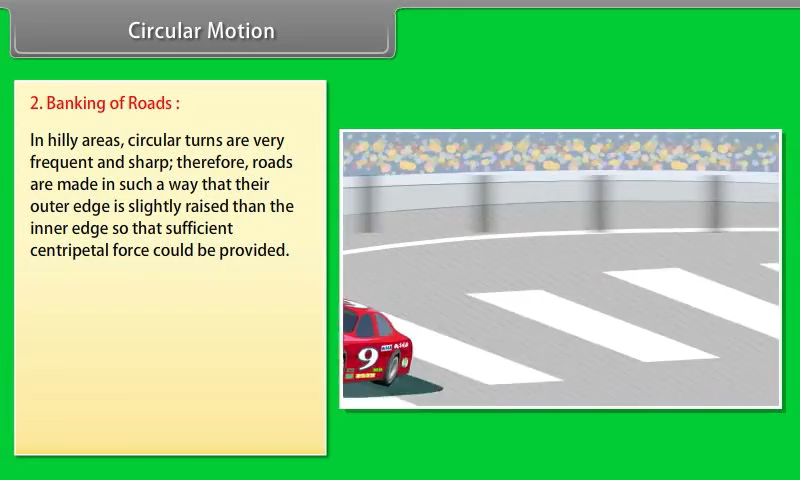 Circular Motion
2. Banking of Roads :
In hilly areas, circular turns are very
frequent and sharp; therefore, roads
are made in such a way that their
outer edge is slightly raised than the
inner edge so that sufficient
centripetal force could be provided.
9